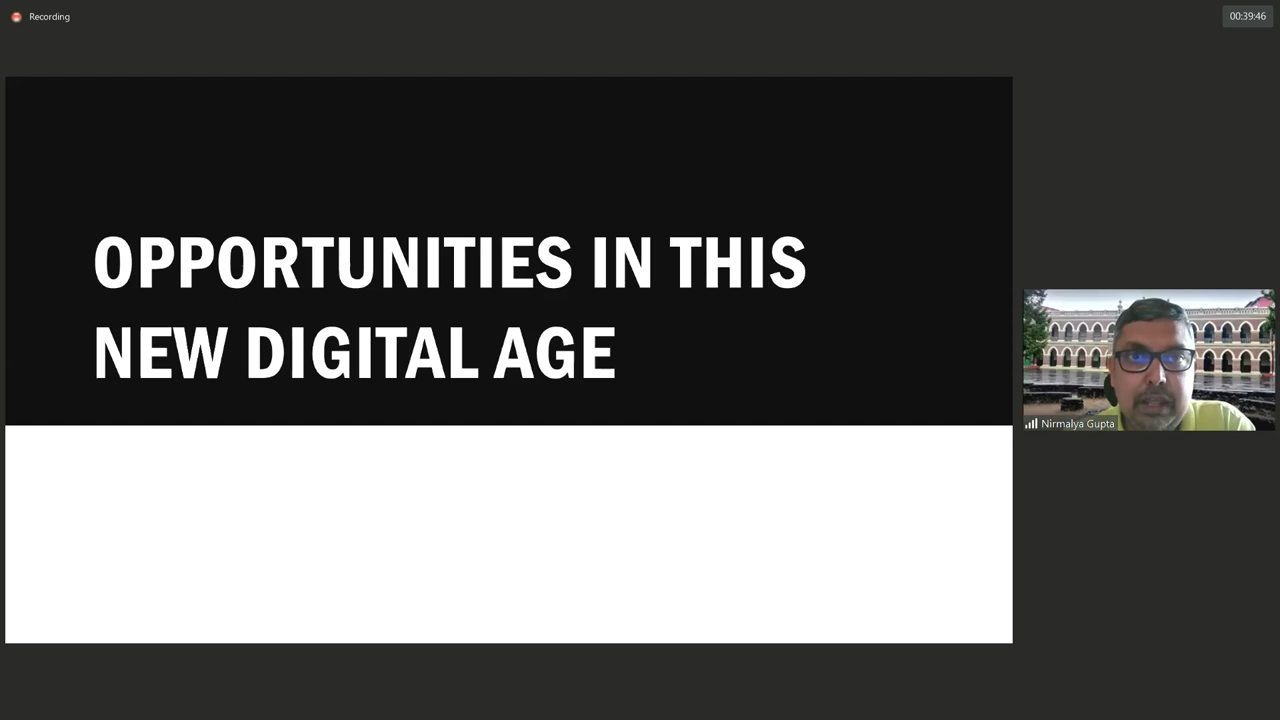 Recording
00:39:46
OPPORTUNITIES IN THIS
NEW DIGITAL AGE
Nirmalya Gupta